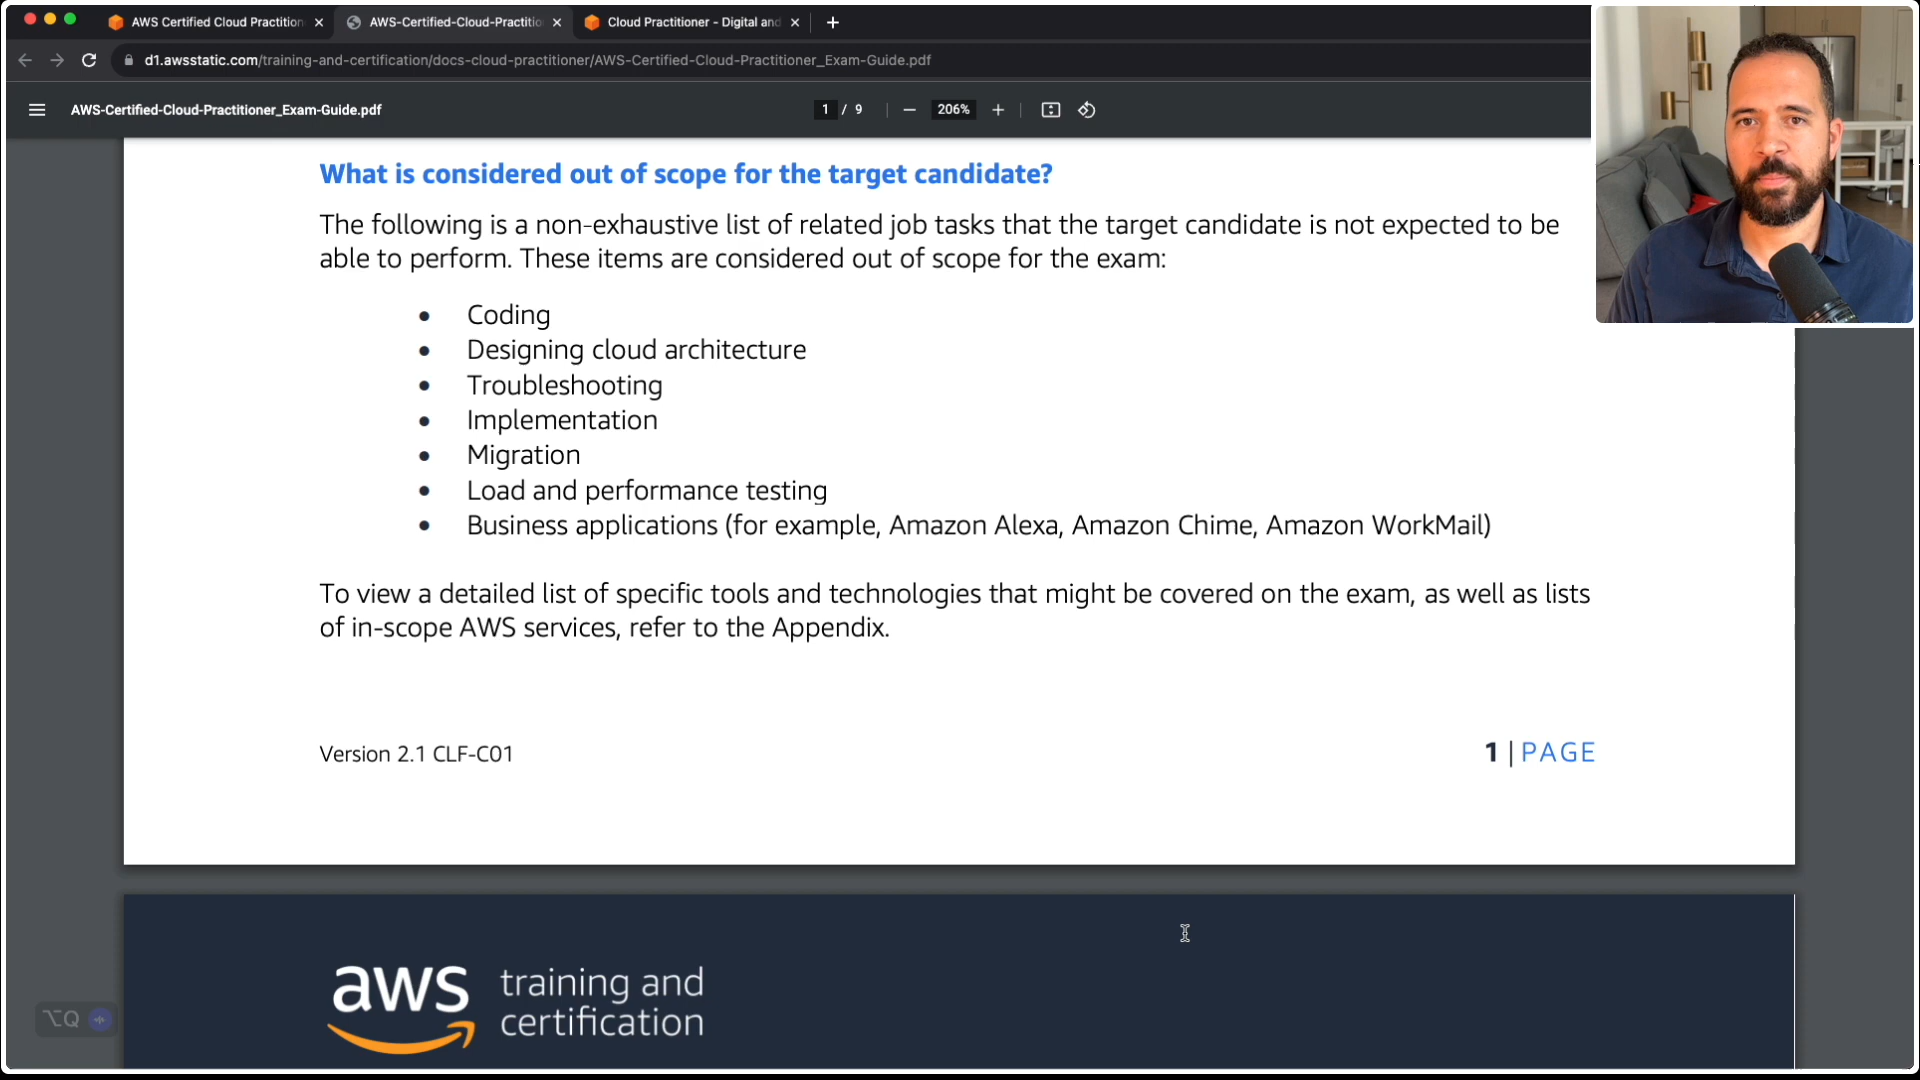 AWS Certified Cloud Practition
AWS-Certified-Cloud-Practitio
Cloud Practitioner - Digital and
d1.awsstatic.com/training-and-certification/docs-cloud-practitioner/AWS-Certified-Cloud-Practitioner_Exam-Guide.pdf
AWS-Certified-Cloud-Practitioner_Exam-Guide.pdf
1 / 9
206%
What is considered out of scope for the target candidate?
The following is a non-exhaustive list of related job tasks that the target candidate is not expected to be
able to perform. These items are considered out of scope for the exam:
• Coding
• Designing cloud architecture
• Troubleshooting
• Implementation
• Migration
• Load and performance testing
• Business applications (for example, Amazon Alexa, Amazon Chime, Amazon WorkMail)
To view a detailed list of specific tools and technologies that might be covered on the exam, as well as lists
of in-scope AWS services, refer to the Appendix.
Version 2.1 CLF-C01
1 | PAGE
aws training and
certification
⌥Q